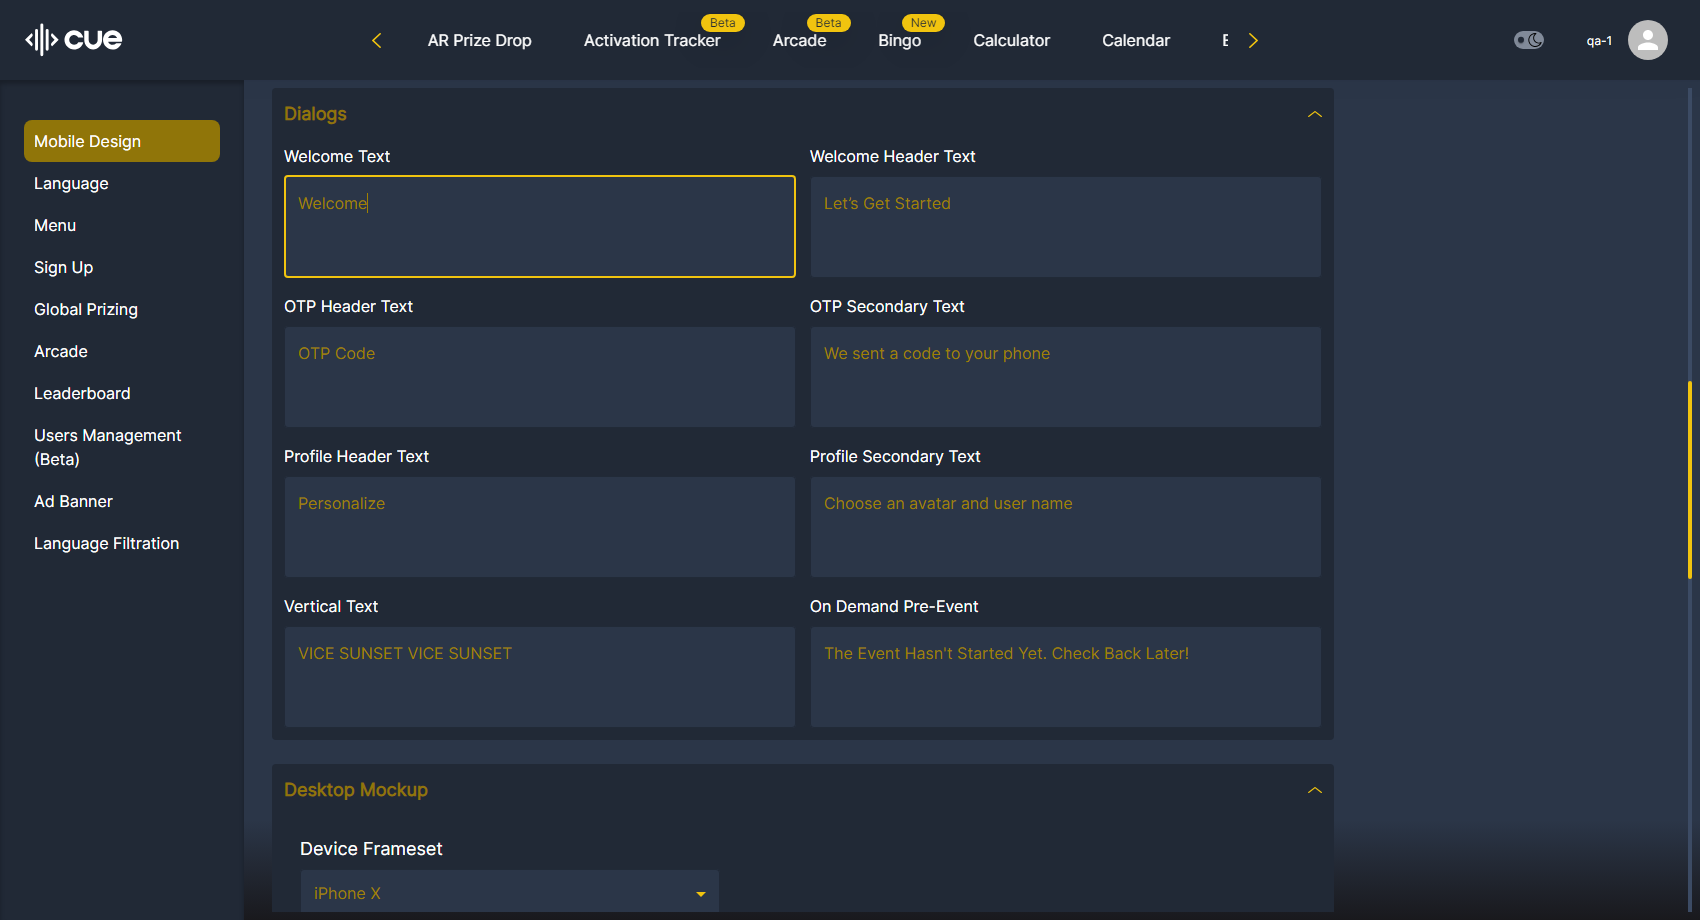 cue
AR Prize Drop
Activation Tracker
Beta
Arcade
Beta
Bingo
New
Calculator
Calendar
qa-1
Mobile Design
Language
Menu
Sign Up
Global Prizing
Arcade
Leaderboard
Users Management
(Beta)
Ad Banner
Language Filtration
Dialogs
Welcome Text
Welcome Header Text
Welcome
Let’s Get Started
OTP Header Text
OTP Secondary Text
OTP Code
We sent a code to your phone
Profile Header Text
Profile Secondary Text
Personalize
Choose an avatar and user name
Vertical Text
On Demand Pre-Event
VICE SUNSET VICE SUNSET
The Event Hasn't Started Yet. Check Back Later!
Desktop Mockup
Device Frameset
iPhone X